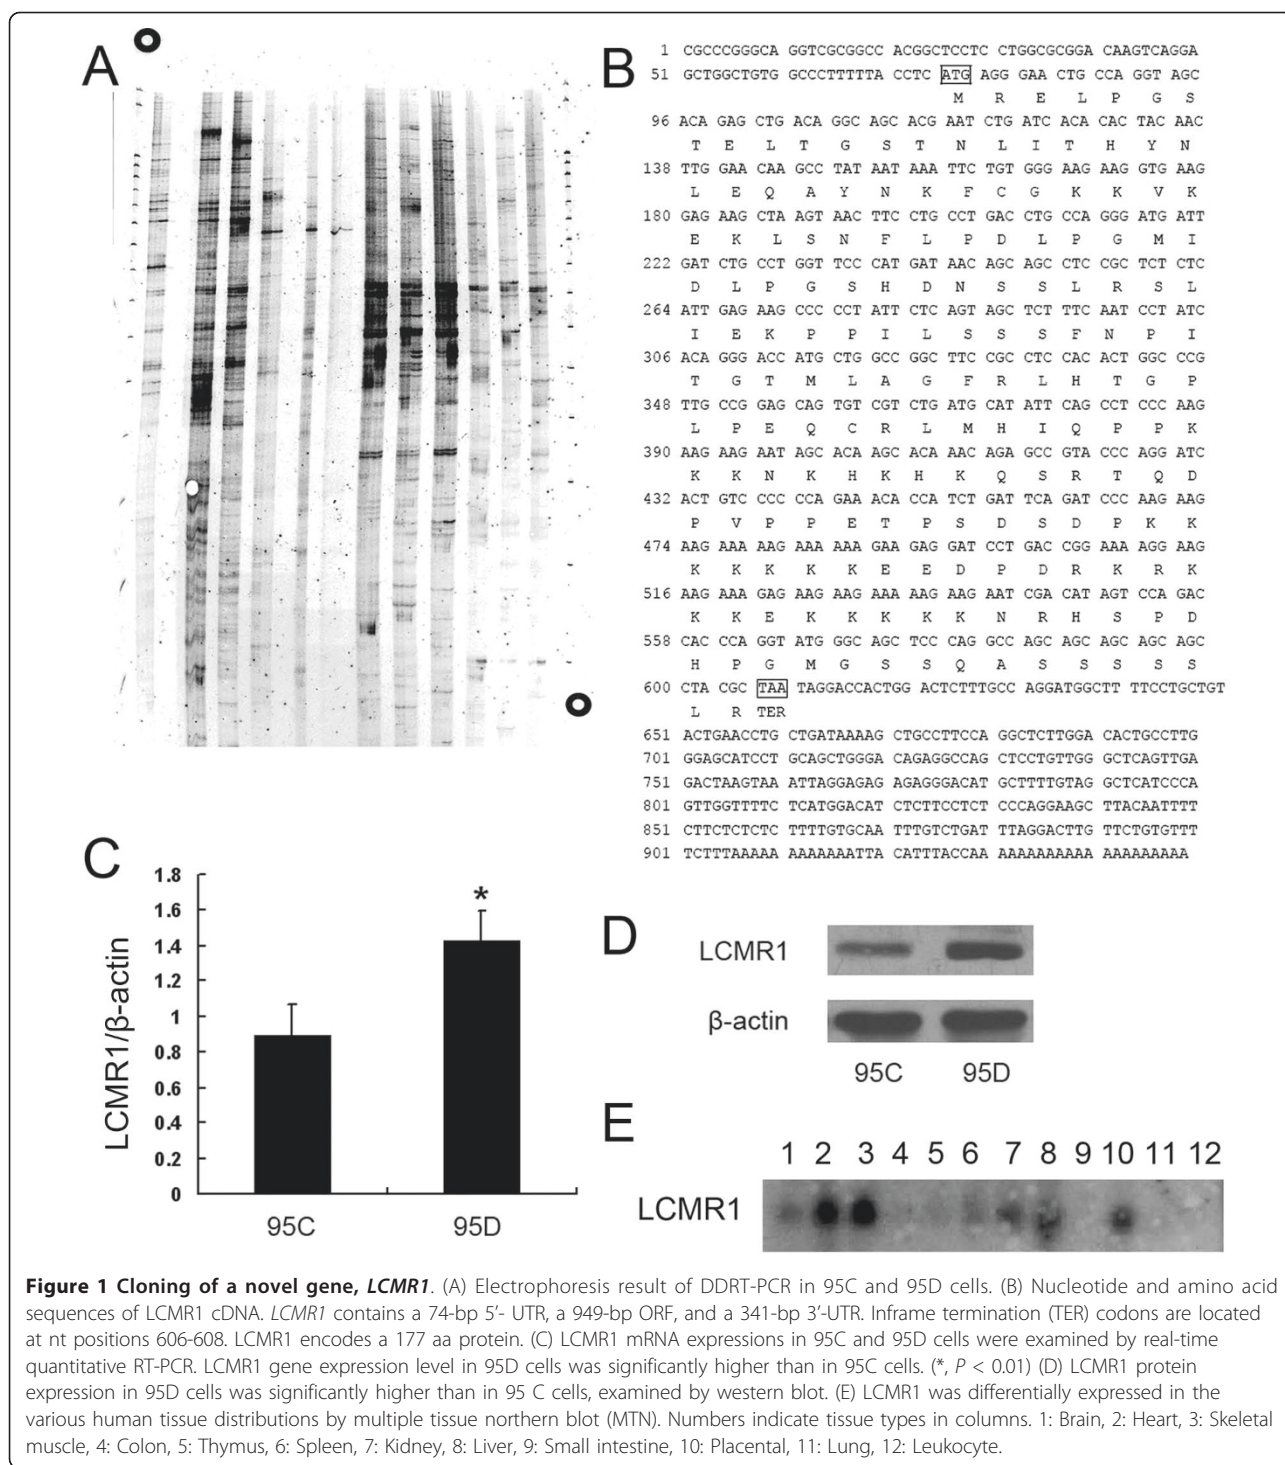 A
B
1 CGCCCGGGCA GGTCGCGGCC ACGGCTCCTC CTGGCGCGGA CAAGTCAGGA
51 GCTGGCTGTG GCCCTTTTTA CCTC ATG AG GGAA CTG CCA GGT AGC
M R E L P G S
96 ACA GAG CTG ACA GGC AGC ACG AAT CTG ATC ACA CAC TAC AAC
T E L T G S T N L I T H Y N
138 TTG GAA CAA GCC TAT AAT AAA TTC TGT GGG AAG AAG GTG AAG
L E Q A Y N K F C G K K V K
180 GAG AAG CTA AGT AAC TTC CTG CCT GAC CTG CCA GGG ATG ATT
E K L S N F L P D L P G M I
222 GAT CTG CCT GGT TCC CAT GAT AAC AGC AGC CTC CGC TCT CTC
D L P G S H D N S S L R S L
264 ATT GAG AAG CCC CCT ATT CTC AGT AGC TCT TTC AAT CCT ATC
I E K P P I L S S S F N P I
306 ACA GGG ACC ATG CTG GCC GGC TTC CGC CTC CAC ACT GGC CCG
T G T M L A G F R L H T G P
348 TTG CCG GAG CAG TGT CGT CTG ATG CAT ATT CAG CCT CCC AAG
L P E Q C R L M H I Q P P K
390 AAG AAG AAT AGC ACA AGC ACA AAC AGA GCC GTA CCC AGG ATC
K K N K H K H K Q S R T Q D
432 ACT GTC CCC CCA GAA ACA CCA TCT GAT TCA GAT CCC AAG AAG
P V P P E T P S D S D P K K
474 AAG AAA AAG AAA AAA GAA GAG GAT CCT GAC CGG AAA AGG AAG
K K K K K E E D P D R K R K
516 AAG AAA GAG AAG AAG AAA AAG AAG AAT CGA CAT AGT CCA GAC
K K E K K K K K N R H S P D
558 CAC CCA GGT ATG GGC AGC TCC CAG GCC AGC AGC AGC AGC AGC
H P G M G S S Q A S S S S S
600 CTA CGC TAA TAGGACCACTGG ACTCTTTGCC AGGATGGCTT TTCCTGCTGT
L R TER
651 ACTGAACCTG CTGATAAAAG CTGCCTTCCA GGCTCTTGGA CACTGCCTTG
701 GGAGCATCCT GCAGCTGGGA CAGAGGCCAG CTCCTGTTGG GCTCAGTTGA
751 GACTAAGTAA ATTAGGAGAG AGAGGGACAT GCTTTTGTAG GCTCATCCCA
801 GTTGGTTTTC TCATGGACAT CTCTTCCTCT CCCAGGAAGC TTACAATTTT
851 CTTCTCTCTC TTTTGTGCAA TTTGTCTGAT TTAGGACTTG TTCTGTGTTT
901 TCTTTAAAAA AAAAAAATTA CATTTACCAA AAAAAAAAAA AAAAAAAAA
C
LCMR1/β-actin
1.8
1.6
1.4
1.2
1
0.8
0.6
0.4
0.2
0
*
95C 95D
D
LCMR1
β-actin
95C 95D
E
1 2 3 4 5 6 7 8 9 10 11 12
LCMR1
Figure 1 Cloning of a novel gene, LCMR1. (A) Electrophoresis result of DDRT-PCR in 95C and 95D cells. (B) Nucleotide and amino acid
sequences of LCMR1 cDNA. LCMR1 contains a 74-bp 5′- UTR, a 949-bp ORF, and a 341-bp 3′-UTR. Inframe termination (TER) codons are located
at nt positions 606-608. LCMR1 encodes a 177 aa protein. (C) LCMR1 mRNA expressions in 95C and 95D cells were examined by real-time
quantitative RT-PCR. LCMR1 gene expression level in 95D cells was significantly higher than in 95C cells. (*, P < 0.01) (D) LCMR1 protein
expression in 95D cells was significantly higher than in 95 C cells, examined by western blot. (E) LCMR1 was differentially expressed in the
various human tissue distributions by multiple tissue northern blot (MTN). Numbers indicate tissue types in columns. 1: Brain, 2: Heart, 3: Skeletal
muscle, 4: Colon, 5: Thymus, 6: Spleen, 7: Kidney, 8: Liver, 9: Small intestine, 10: Placental, 11: Lung, 12: Leukocyte.